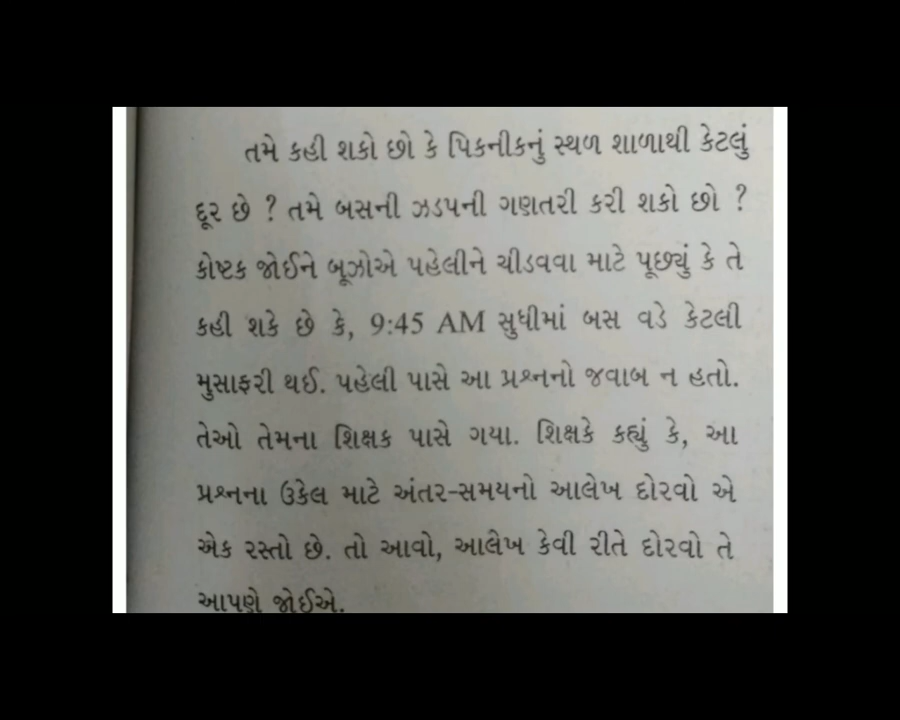 તમે કહી શકો છો કે પિકનીકનું સ્થળ શાળાથી કેટલું
દૂર છે ? તમે બસની ઝડપની ગણતરી કરી શકો છો ?
કોષ્ટક જોઈને બૂઝોએ પહેલીને ચીડવવા માટે પૂછ્યું કે તે
કહી શકે છે કે, 9:45 AM સુધીમાં બસ વડે કેટલી
મુસાફરી થઈ. પહેલી પાસે આ પ્રશ્નનો જવાબ ન હતો.
તેઓ તેમના શિક્ષક પાસે ગયા. શિક્ષકે કહ્યું કે, આ
પ્રશ્નના ઉકેલ માટે અંતર-સમયનો આલેખ દોરવો એ
એક રસ્તો છે. તો આવો, આલેખ કેવી રીતે દોરવો તે
આપણે જોઈએ.